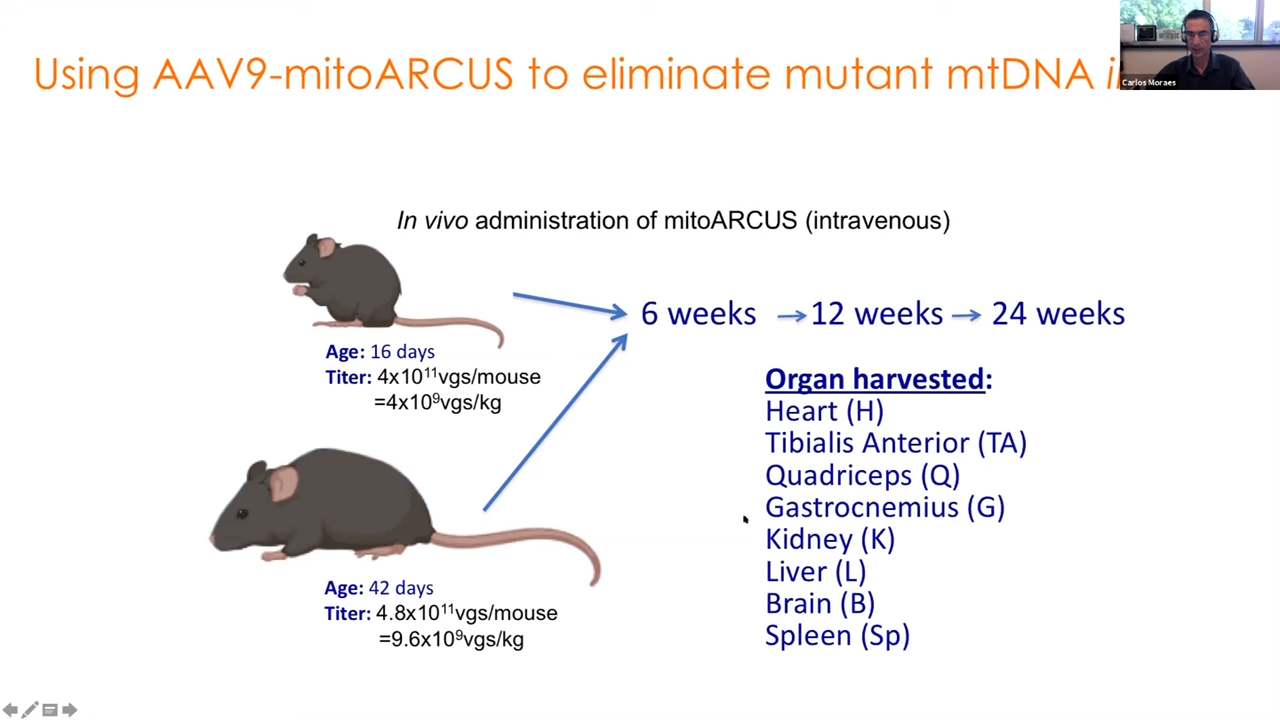 Using AAV9-mitoARCUS to eliminate mutant mtDNA
Carlos Moraes
In vivo administration of mitoARCUS (intravenous)
6 weeks → 12 weeks → 24 weeks
Age: 16 days
Titer: 4x10¹¹vgs/mouse
=4x10⁹vgs/kg
Organ harvested:
Heart (H)
Tibialis Anterior (TA)
Quadriceps (Q)
Gastrocnemius (G)
Kidney (K)
Liver (L)
Brain (B)
Spleen (Sp)
Age: 42 days
Titer: 4.8x10¹¹vgs/mouse
=9.6x10⁹vgs/kg